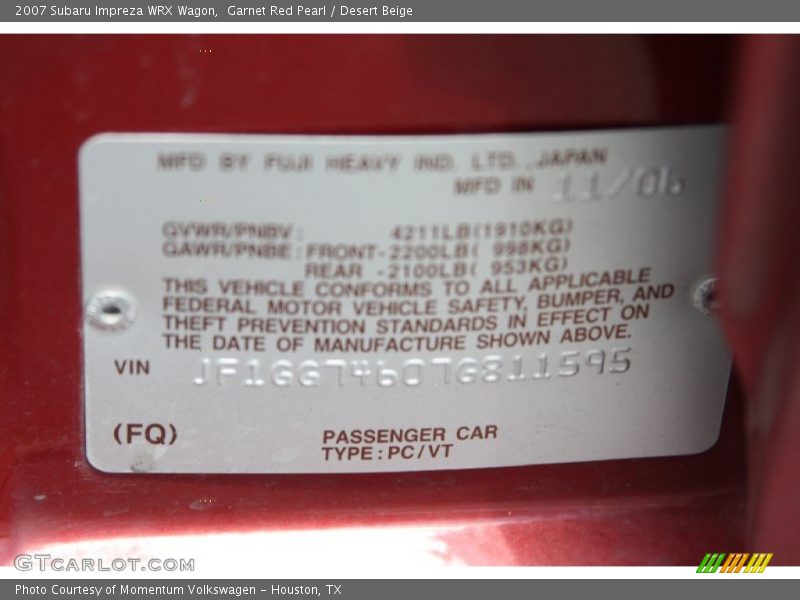 2007 Subaru Impreza WRX Wagon,  Garnet Red Pearl / Desert Beige
MFD BY FUJI HEAVY IND. LTD. JAPAN
MFD IN 11/06
GVWR/PNBV: 4211LB(1910KG)
GAWR/PNBE: FRONT-2200LB( 998KG)
REAR -2100LB( 953KG)
THIS VEHICLE CONFORMS TO ALL APPLICABLE
FEDERAL MOTOR VEHICLE SAFETY, BUMPER, AND
THEFT PREVENTION STANDARDS IN EFFECT ON
THE DATE OF MANUFACTURE SHOWN ABOVE.
VIN JF1GG74607G811595
(FQ) PASSENGER CAR
TYPE:PC/VT
GTCARLOT.COM
Photo Courtesy of Momentum Volkswagen - Houston, TX